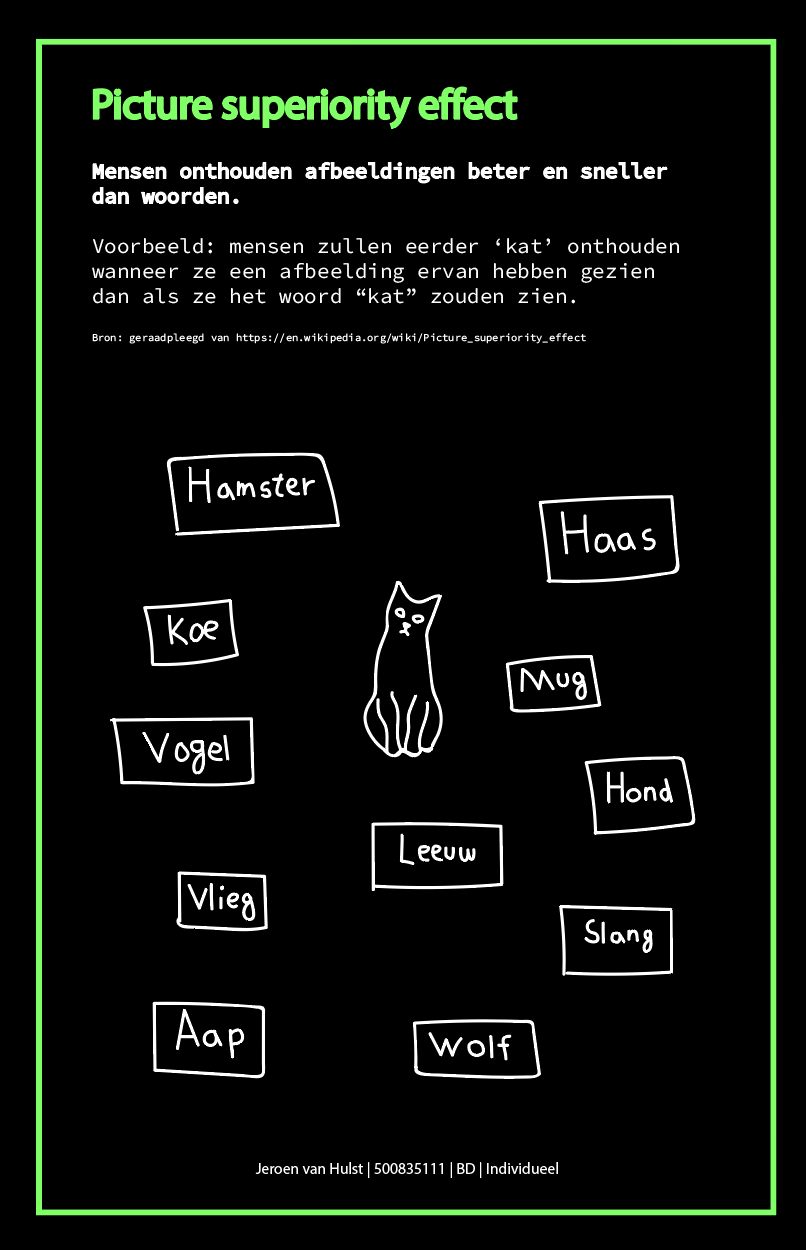 Picture superiority effect
Mensen onthouden afbeeldingen beter en sneller
dan woorden.
Voorbeeld: mensen zullen eerder ‘kat’ onthouden
wanneer ze een afbeelding ervan hebben gezien
dan als ze het woord “kat” zouden zien.
Bron: geraadpleegd van https://en.wikipedia.org/wiki/Picture_superiority_effect
Hamster
Haas
Koe
Mug
Vogel
Hond
Leeuw
Vlieg
Slang
Aap
Wolf
Jeroen van Hulst | 500835111 | BD | Individueel